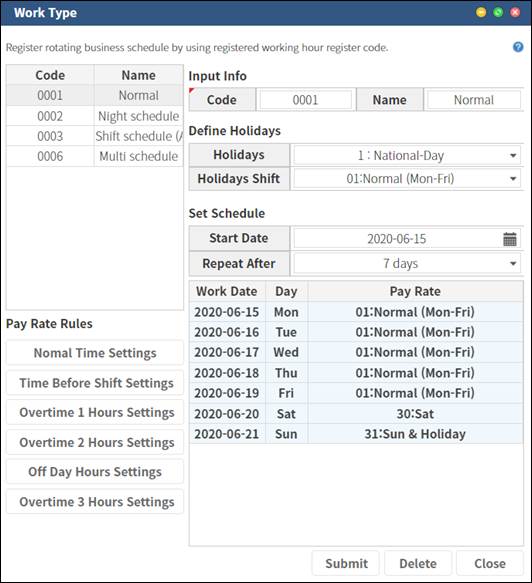 Work Type
Register rotating business schedule by using registered working hour register code.
Code Name
0001 Normal
0002 Night schedule
0003 Shift schedule (A
0006 Multi schedule
Pay Rate Rules
Nomal Time Settings
Time Before Shift Settings
Overtime 1 Hours Settings
Overtime 2 Hours Settings
Off Day Hours Settings
Overtime 3 Hours Settings
Input Info
Code 0001 Name Normal
Define Holidays
Holidays 1 : National-Day
Holidays Shift 01:Normal (Mon-Fri)
Set Schedule
Start Date 2020-06-15
Repeat After 7 days
Work Date Day Pay Rate
2020-06-15 Mon 01:Normal (Mon-Fri)
2020-06-16 Tue 01:Normal (Mon-Fri)
2020-06-17 Wed 01:Normal (Mon-Fri)
2020-06-18 Thu 01:Normal (Mon-Fri)
2020-06-19 Fri 01:Normal (Mon-Fri)
2020-06-20 Sat 30:Sat
2020-06-21 Sun 31:Sun & Holiday
Submit Delete Close